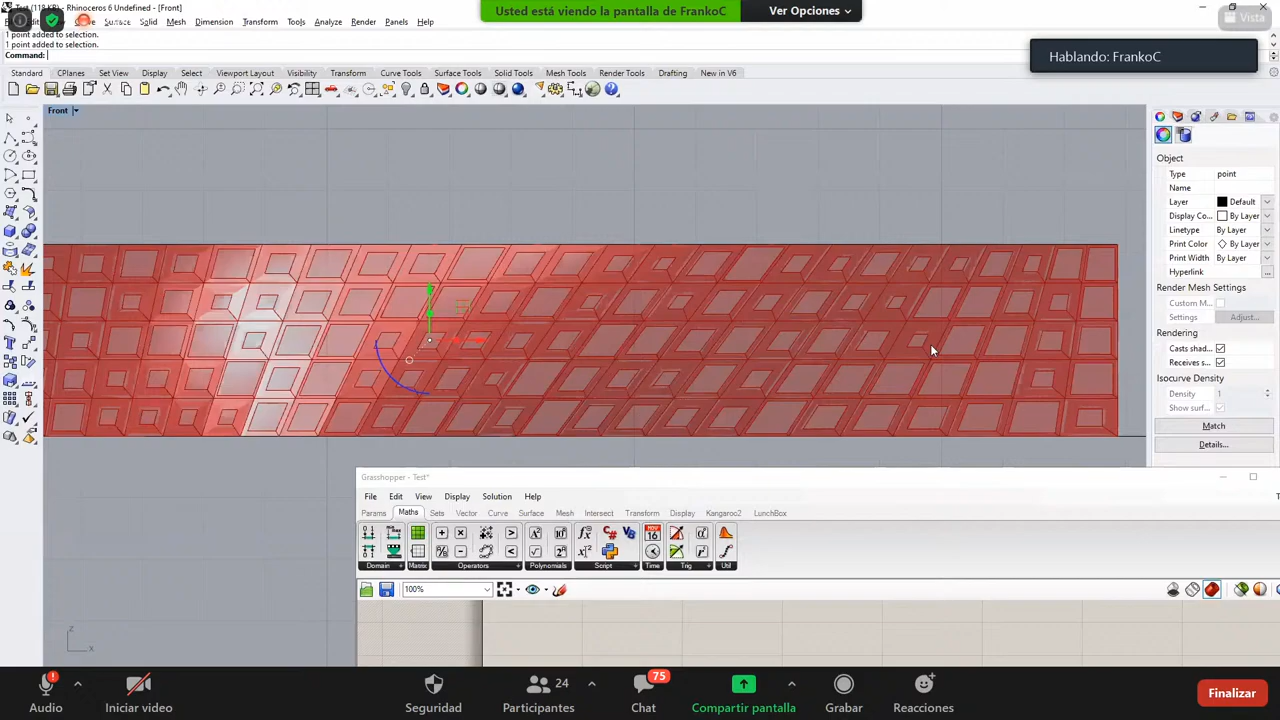 Test (118 KB) - Rhinoceros 6 Undefined - [Front]
Usted está viendo la pantalla de FrankoC
Ver Opciones
Vista
Curve
Surface
Solid
Mesh
Dimension
Transform
Tools
Analyze
Render
Panels
Help
1 point added to selection.
1 point added to selection.
Command:
Hablando: FrankoC
Standard
CPlanes
Set View
Display
Select
Viewport Layout
Visibility
Transform
Curve Tools
Surface Tools
Solid Tools
Mesh Tools
Render Tools
Drafting
New in V6
Front
Object
Type point
Name
Layer Default
Display Co... By Layer
Linetype By Layer
Print Color By Layer
Print Width By Layer
Hyperlink ...
Render Mesh Settings
Custom M...
Settings Adjust...
Rendering
Casts shad...
Receives s...
Isocurve Density
Density 1
Show surf...
Match
Details...
Grasshopper - Test*
File Edit View Display Solution Help
Params Maths Sets Vector Curve Surface Mesh Intersect Transform Display Kangaroo2 LunchBox
Domain Matrix Operators Polynomials Script Time Trig Util
100%
z
x
75
24
Audio
Iniciar video
Seguridad
Participantes
Chat
Compartir pantalla
Grabar
Reacciones
Finalizar